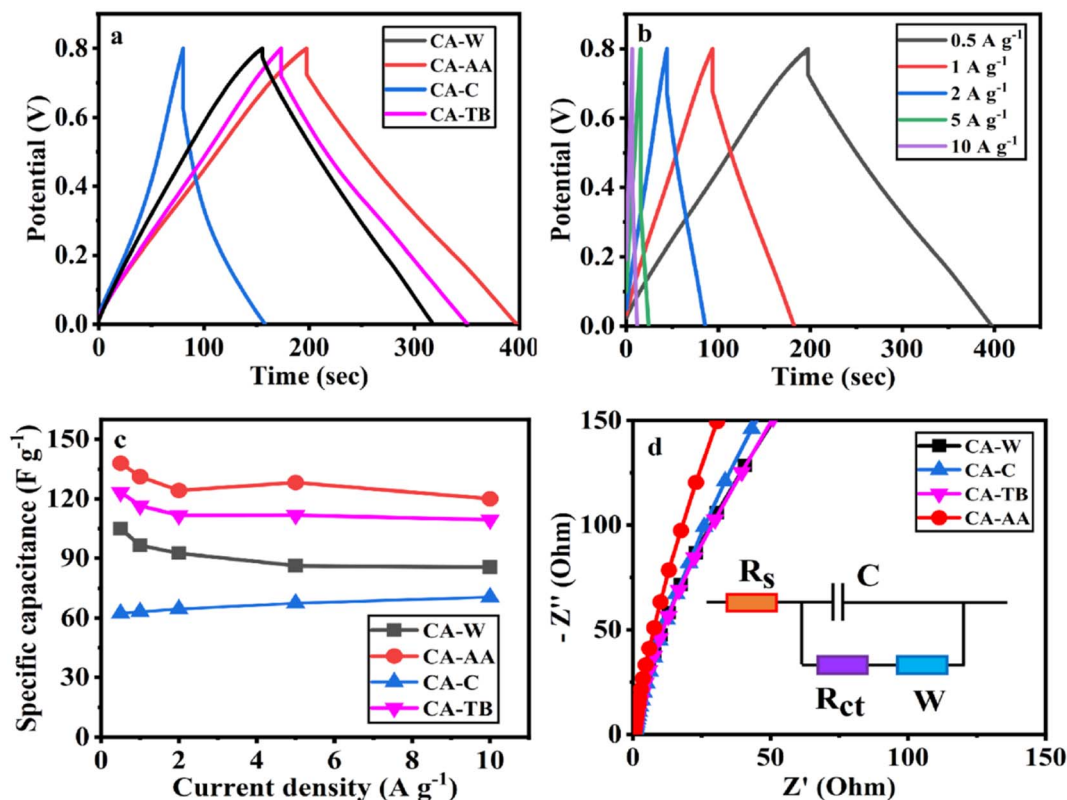 a
CA-W
CA-AA
CA-C
CA-TB
0.8
0.6
0.4
0.2
0.0
Potential (V)
0
100
200
300
400
Time (sec)
b
0.5 A g-1
1 A g-1
2 A g-1
5 A g-1
10 A g-1
0.8
0.6
0.4
0.2
0.0
Potential (V)
0
100
200
300
400
Time (sec)
c
150
120
90
60
30
0
Specific capacitance (F g-1)
CA-W
CA-AA
CA-C
CA-TB
0
2
4
6
8
10
Current density (A g-1)
d
150
100
50
0
- Z'' (Ohm)
CA-W
CA-C
CA-TB
CA-AA
Rs
C
Rct
W
0
50
100
150
Z' (Ohm)